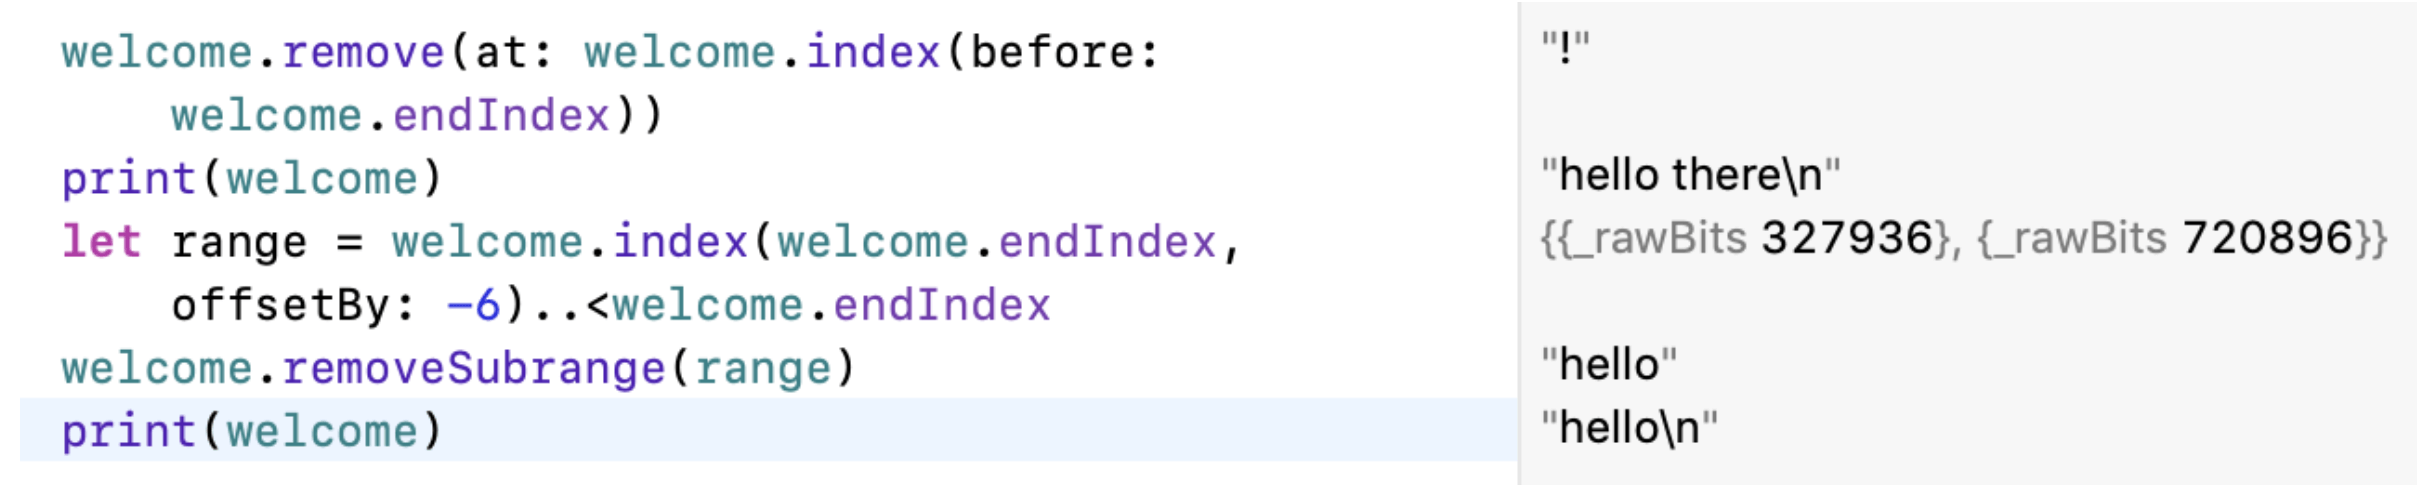 welcome.remove(at: welcome.index(before:
welcome.endIndex))
print(welcome)
let range = welcome.index(welcome.endIndex,
offsetBy: -6)..<welcome.endIndex
welcome.removeSubrange(range)
print(welcome)
"!"
"hello there\n"
{{_rawBits 327936}, {_rawBits 720896}}
"hello"
"hello\n"